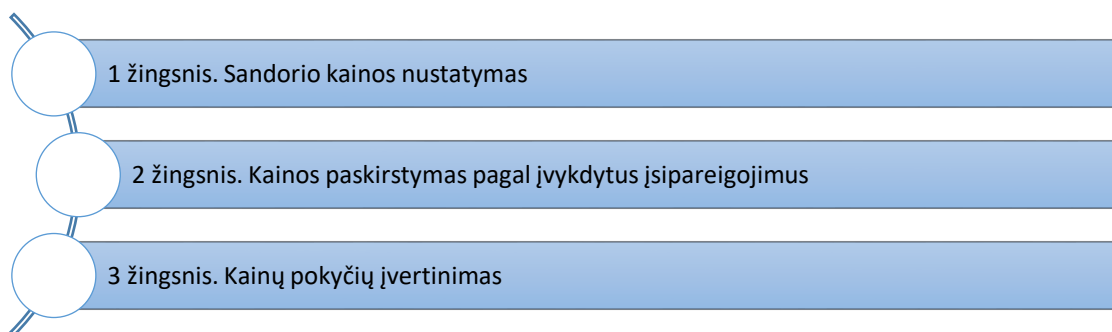 1 žingsnis. Sandorio kainos nustatymas
2 žingsnis. Kainos paskirstymas pagal įvykdytus įsipareigojimus
3 žingsnis. Kainų pokyčių įvertinimas